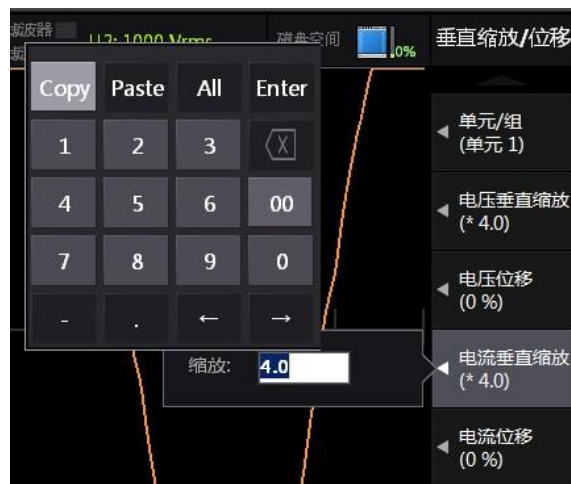 波器
U2: 1000 Vrms
磁盘空间
0%
垂直缩放/位移
Copy Paste All Enter
1 2 3 X
4 5 6 00
7 8 9 0
- . ← →
缩放: 4.0
单元/组
(单元 1)
电压垂直缩放
(* 4.0)
电压位移
(0 %)
电流垂直缩放
(* 4.0)
电流位移
(0 %)